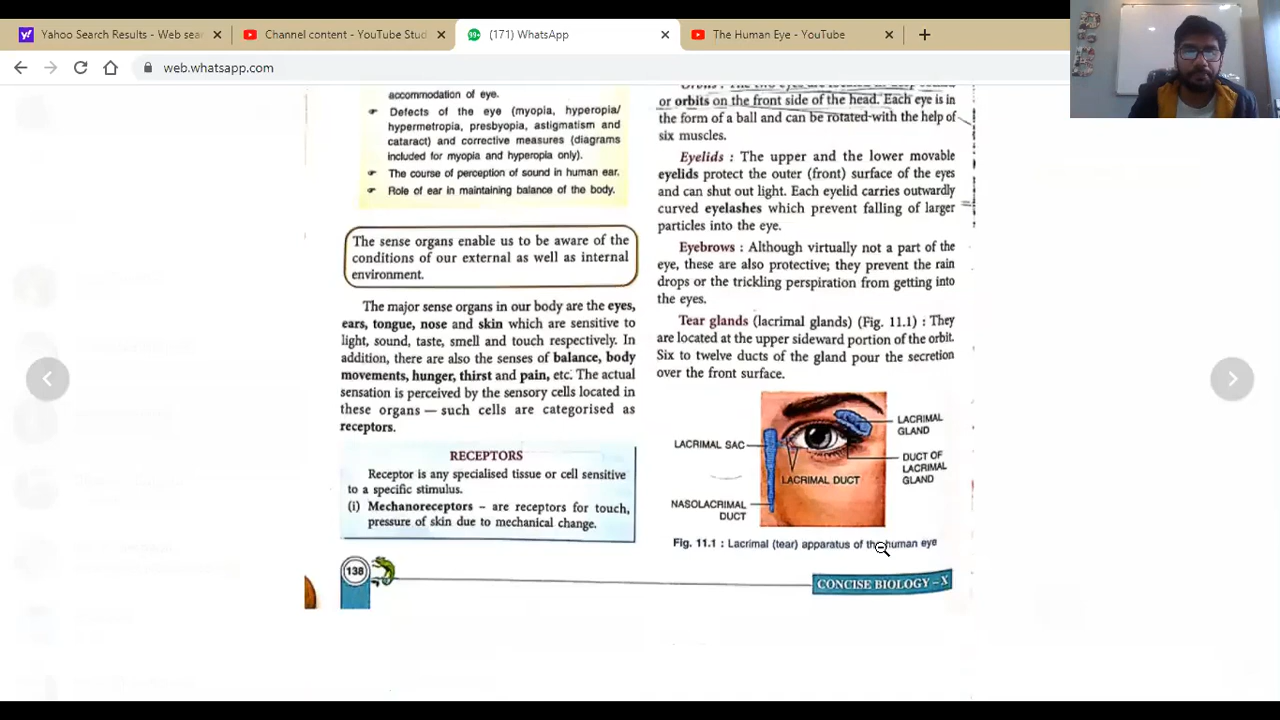 Yahoo Search Results - Web sear
Channel content - YouTube Stud
99+
(171) WhatsApp
The Human Eye - YouTube
web.whatsapp.com
accommodation of eye.
Defects of the eye (myopia, hyperopia/
hypermetropia, presbyopia, astigmatism and
cataract) and corrective measures (diagrams
included for myopia and hyperopia only).
The course of perception of sound in human ear.
Role of ear in maintaining balance of the body.
The sense organs enable us to be aware of the
conditions of our external as well as internal
environment.
The major sense organs in our body are the eyes,
ears, tongue, nose and skin which are sensitive to
light, sound, taste, smell and touch respectively. In
addition, there are also the senses of balance, body
movements, hunger, thirst and pain, etc. The actual
sensation is perceived by the sensory cells located in
these organs — such cells are categorised as
receptors.
RECEPTORS
Receptor is any specialised tissue or cell sensitive
to a specific stimulus.
(i) Mechanoreceptors – are receptors for touch,
pressure of skin due to mechanical change.
138
or orbits on the front side of the head. Each eye is in
the form of a ball and can be rotated with the help of
six muscles.
Eyelids : The upper and the lower movable
eyelids protect the outer (front) surface of the eyes
and can shut out light. Each eyelid carries outwardly
curved eyelashes which prevent falling of larger
particles into the eye.
Eyebrows : Although virtually not a part of the
eye, these are also protective; they prevent the rain
drops or the trickling perspiration from getting into
the eyes.
Tear glands (lacrimal glands) (Fig. 11.1) : They
are located at the upper sideward portion of the orbit.
Six to twelve ducts of the gland pour the secretion
over the front surface.
LACRIMAL SAC
LACRIMAL
GLAND
DUCT OF
LACRIMAL
GLAND
LACRIMAL DUCT
NASOLACRIMAL
DUCT
Fig. 11.1 : Lacrimal (tear) apparatus of the human eye
CONCISE BIOLOGY – X